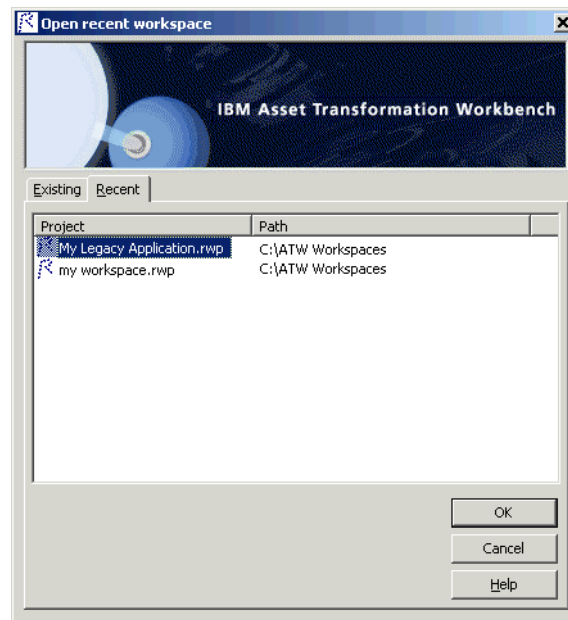 Open recent workspace
IBM Asset Transformation Workbench
Existing Recent
Project Path
My Legacy Application.rwp C:\ATW Workspaces
my workspace.rwp C:\ATW Workspaces
OK
Cancel
Help